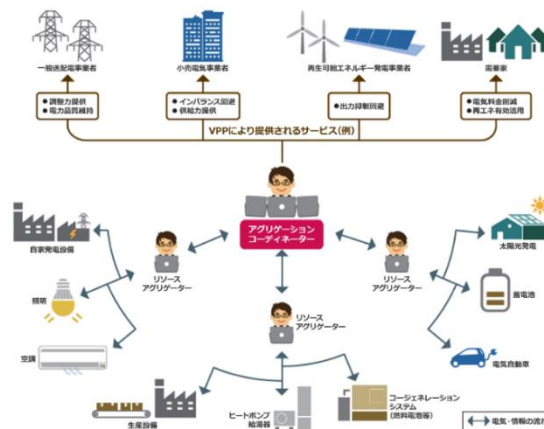 一般送配電事業者
小売電気事業者
再生可能エネルギー発電事業者
需要家
●調整力提供
●電力品質維持
●インバランス回避
●供給力提供
●出力抑制回避
●電気料金削減
●再エネ有効活用
VPPにより提供されるサービス(例)
アグリゲーション
コーディネーター
自家発電設備
リソース
アグリゲーター
リソース
アグリゲーター
太陽光発電
照明
蓄電池
リソース
アグリゲーター
空調
電気自動車
生産設備
ヒートポンプ
給湯器
コージェネレーション
システム
(燃料電池等)
電気・情報の流れ